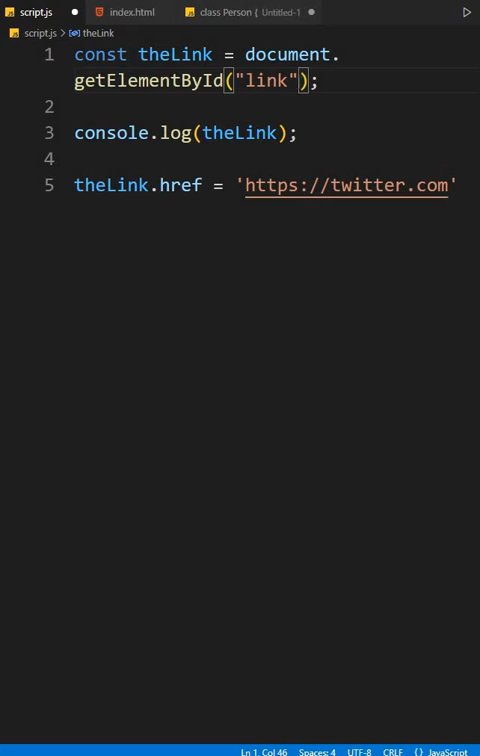 script.js index.html class Person { Untitled-1
script.js > theLink
1 const theLink = document.
getElementById("link");
2
3 console.log(theLink);
4
5 theLink.href = 'https://twitter.com'
Ln 1, Col 46 Spaces: 4 UTF-8 CRLF {} JavaScript